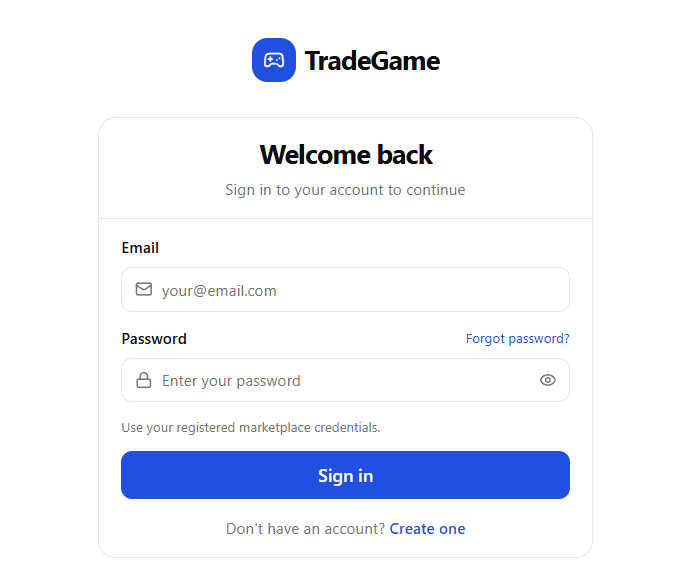 TradeGame
Welcome back
Sign in to your account to continue
Email
your@email.com
Password
Forgot password?
Enter your password
Use your registered marketplace credentials.
Sign in
Don't have an account? Create one